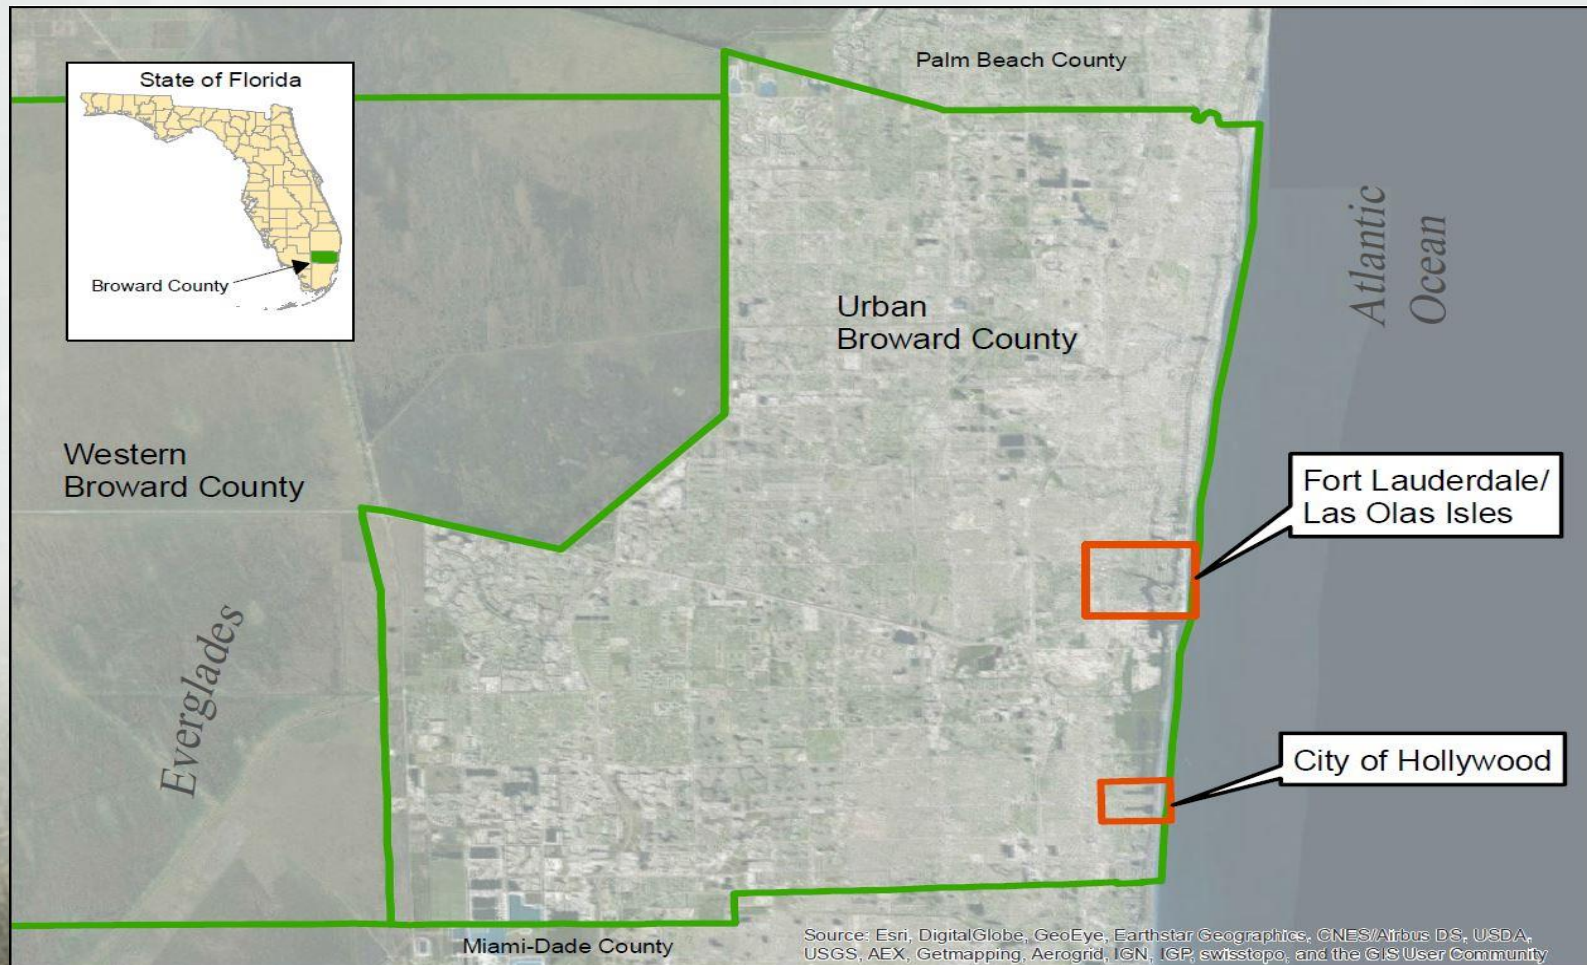 Palm Beach County
State of Florida
Broward County
Atlantic
Ocean
Urban
Broward County
Western
Broward County
Fort Lauderdale/
Las Olas Isles
Everglades
City of Hollywood
Miami-Dade County
Source: Esri, DigitalGlobe, GeoEye, Earthstar Geographics, CNES/Airbus DS, USDA,
USGS, AEX, Getmapping, Aerogrid, IGN, IGP, swisstopo, and the GIS User Community